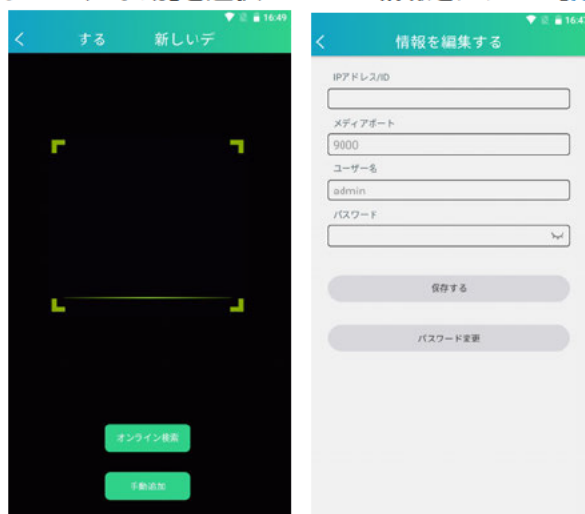 16:49
する 新しいデ
オンライン検索
手動追加
情報を編集する
IPアドレス/ID
メディアポート
9000
ユーザー名
admin
パスワード
保存する
パスワード変更